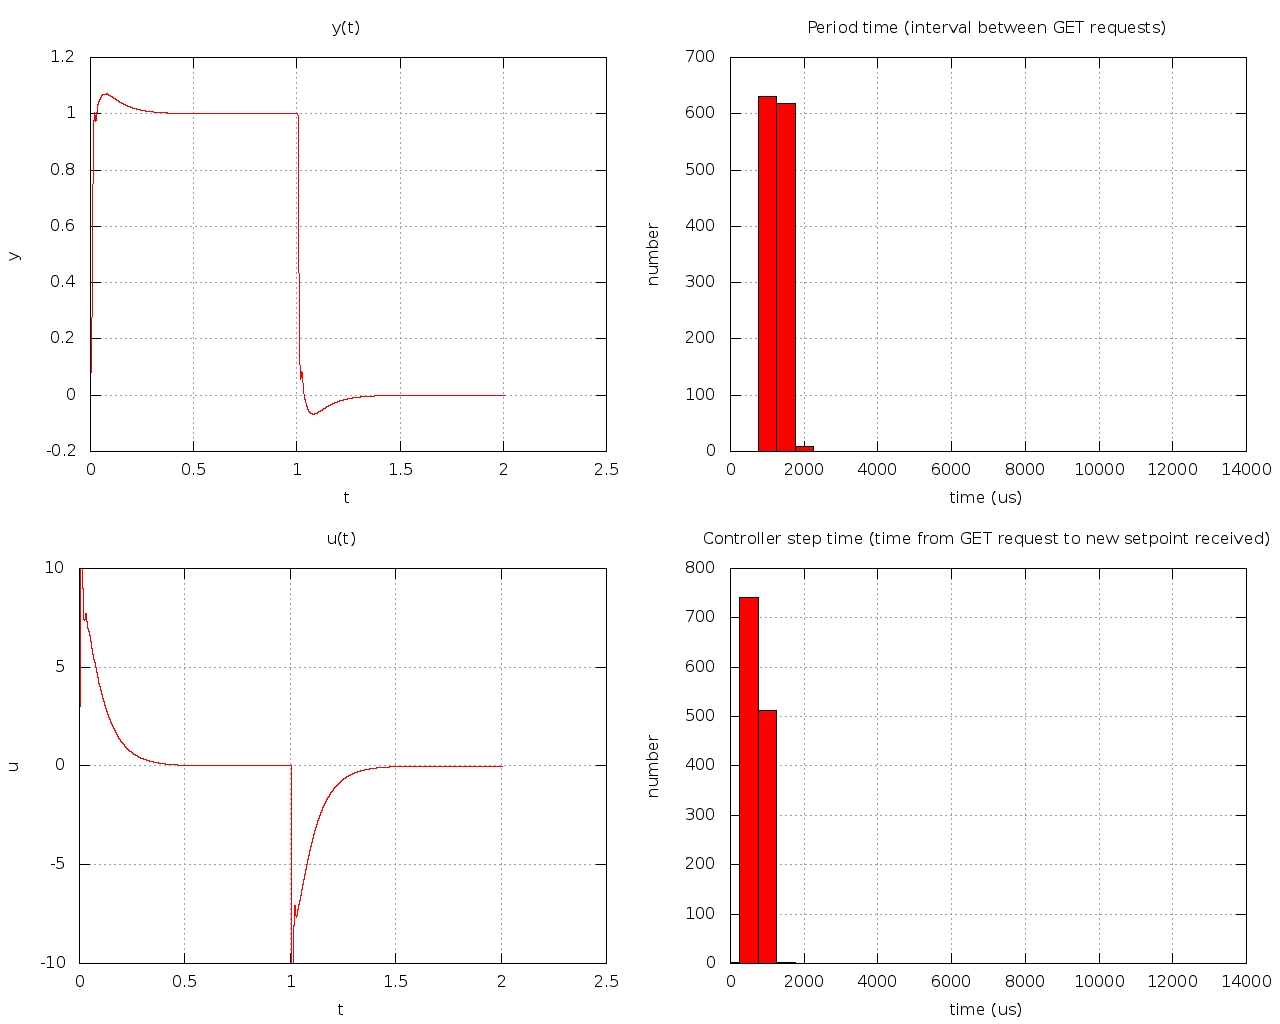 y(t)
1.2
1
0.8
0.6
0.4
0.2
0
-0.2
y
0 0.5 1 1.5 2 2.5
t
Period time (interval between GET requests)
700
600
500
400
300
200
100
0
number
0 2000 4000 6000 8000 10000 12000 14000
time (us)
u(t)
10
5
0
-5
-10
u
0 0.5 1 1.5 2 2.5
t
Controller step time (time from GET request to new setpoint received)
800
700
600
500
400
300
200
100
0
number
0 2000 4000 6000 8000 10000 12000 14000
time (us)